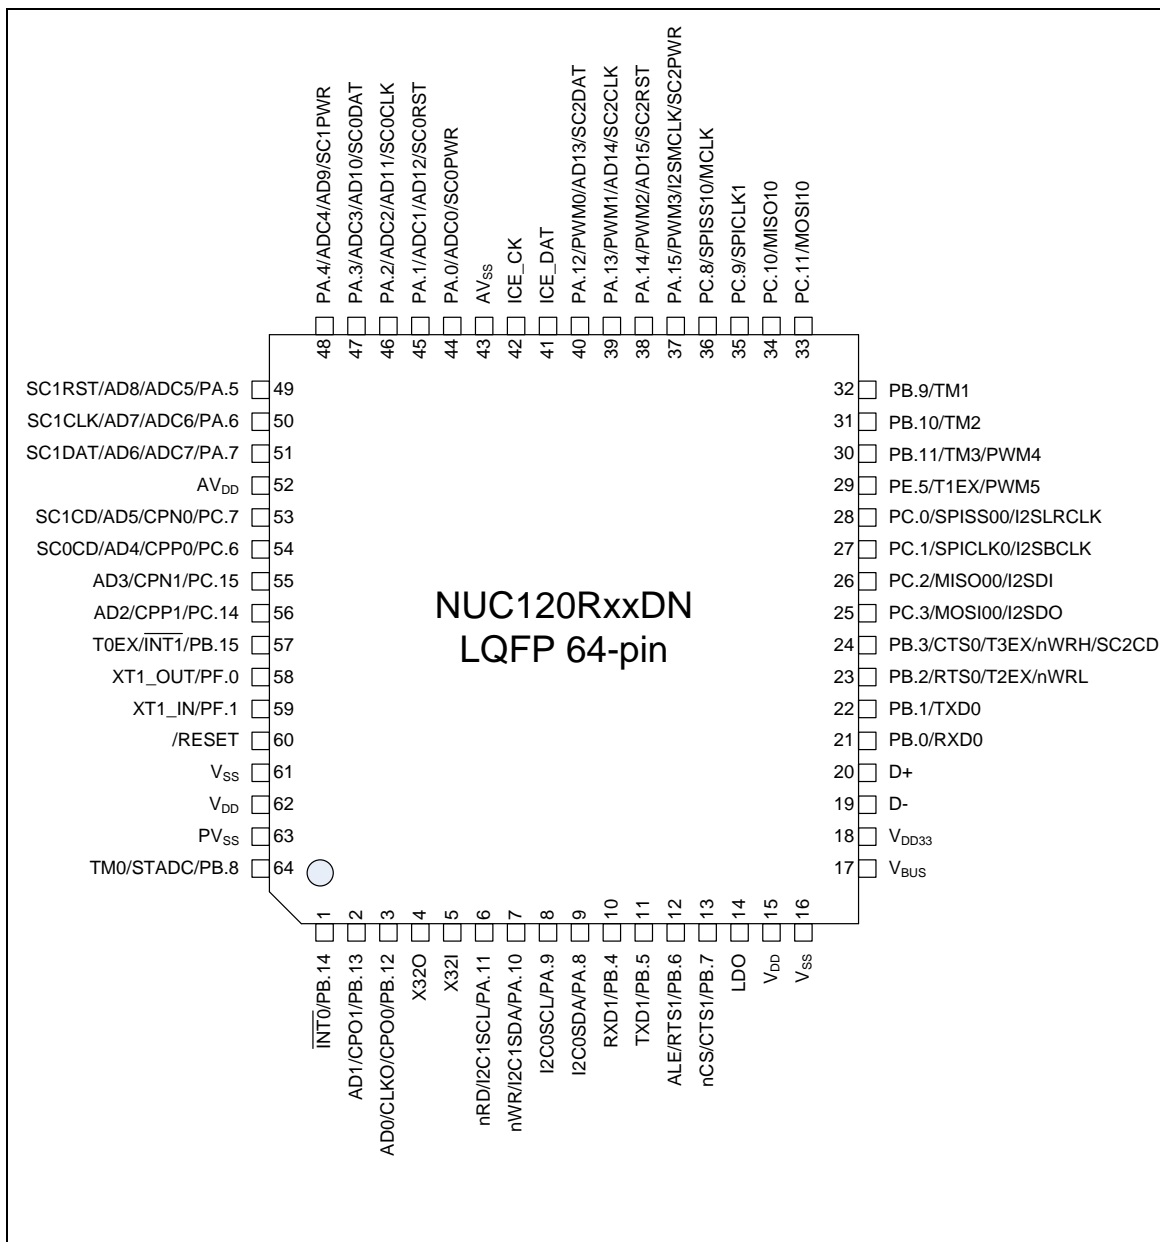 PA.4/ADC4/AD9/SC1PWR
PA.3/ADC3/AD10/SC0DAT
PA.2/ADC2/AD11/SC0CLK
PA.1/ADC1/AD12/SC0RST
PA.0/ADC0/SC0PWR
AVSS
ICE_CK
ICE_DAT
PA.12/PWM0/AD13/SC2DAT
PA.13/PWM1/AD14/SC2CLK
PA.14/PWM2/AD15/SC2RST
PA.15/PWM3/I2SMCLK/SC2PWR
PC.8/SPISS10/MCLK
PC.9/SPICLK1
PC.10/MISO10
PC.11/MOSI10
48 47 46 45 44 43 42 41 40 39 38 37 36 35 34 33
SC1RST/AD8/ADC5/PA.5 49
SC1CLK/AD7/ADC6/PA.6 50
SC1DAT/AD6/ADC7/PA.7 51
AVDD 52
SC1CD/AD5/CPN0/PC.7 53
SC0CD/AD4/CPP0/PC.6 54
AD3/CPN1/PC.15 55
AD2/CPP1/PC.14 56
T0EX/INT1/PB.15 57
XT1_OUT/PF.0 58
XT1_IN/PF.1 59
/RESET 60
VSS 61
VDD 62
PVSS 63
TM0/STADC/PB.8 64
NUC120RxxDN
LQFP 64-pin
32 PB.9/TM1
31 PB.10/TM2
30 PB.11/TM3/PWM4
29 PE.5/T1EX/PWM5
28 PC.0/SPISS00/I2SLRCLK
27 PC.1/SPICLK0/I2SBCLK
26 PC.2/MISO00/I2SDI
25 PC.3/MOSI00/I2SDO
24 PB.3/CTS0/T3EX/nWRH/SC2CD
23 PB.2/RTS0/T2EX/nWRL
22 PB.1/TXD0
21 PB.0/RXD0
20 D+
19 D-
18 VDD33
17 VBUS
1 2 3 4 5 6 7 8 9 10 11 12 13 14 15 16
INT0/PB.14
AD1/CPO1/PB.13
AD0/CLKO/CPO0/PB.12
X32O
X32I
nRD/I2C1SCL/PA.11
nWR/I2C1SDA/PA.10
I2C0SCL/PA.9
I2C0SDA/PA.8
RXD1/PB.4
TXD1/PB.5
ALE/RTS1/PB.6
nCS/CTS1/PB.7
LDO
VDD
VSS